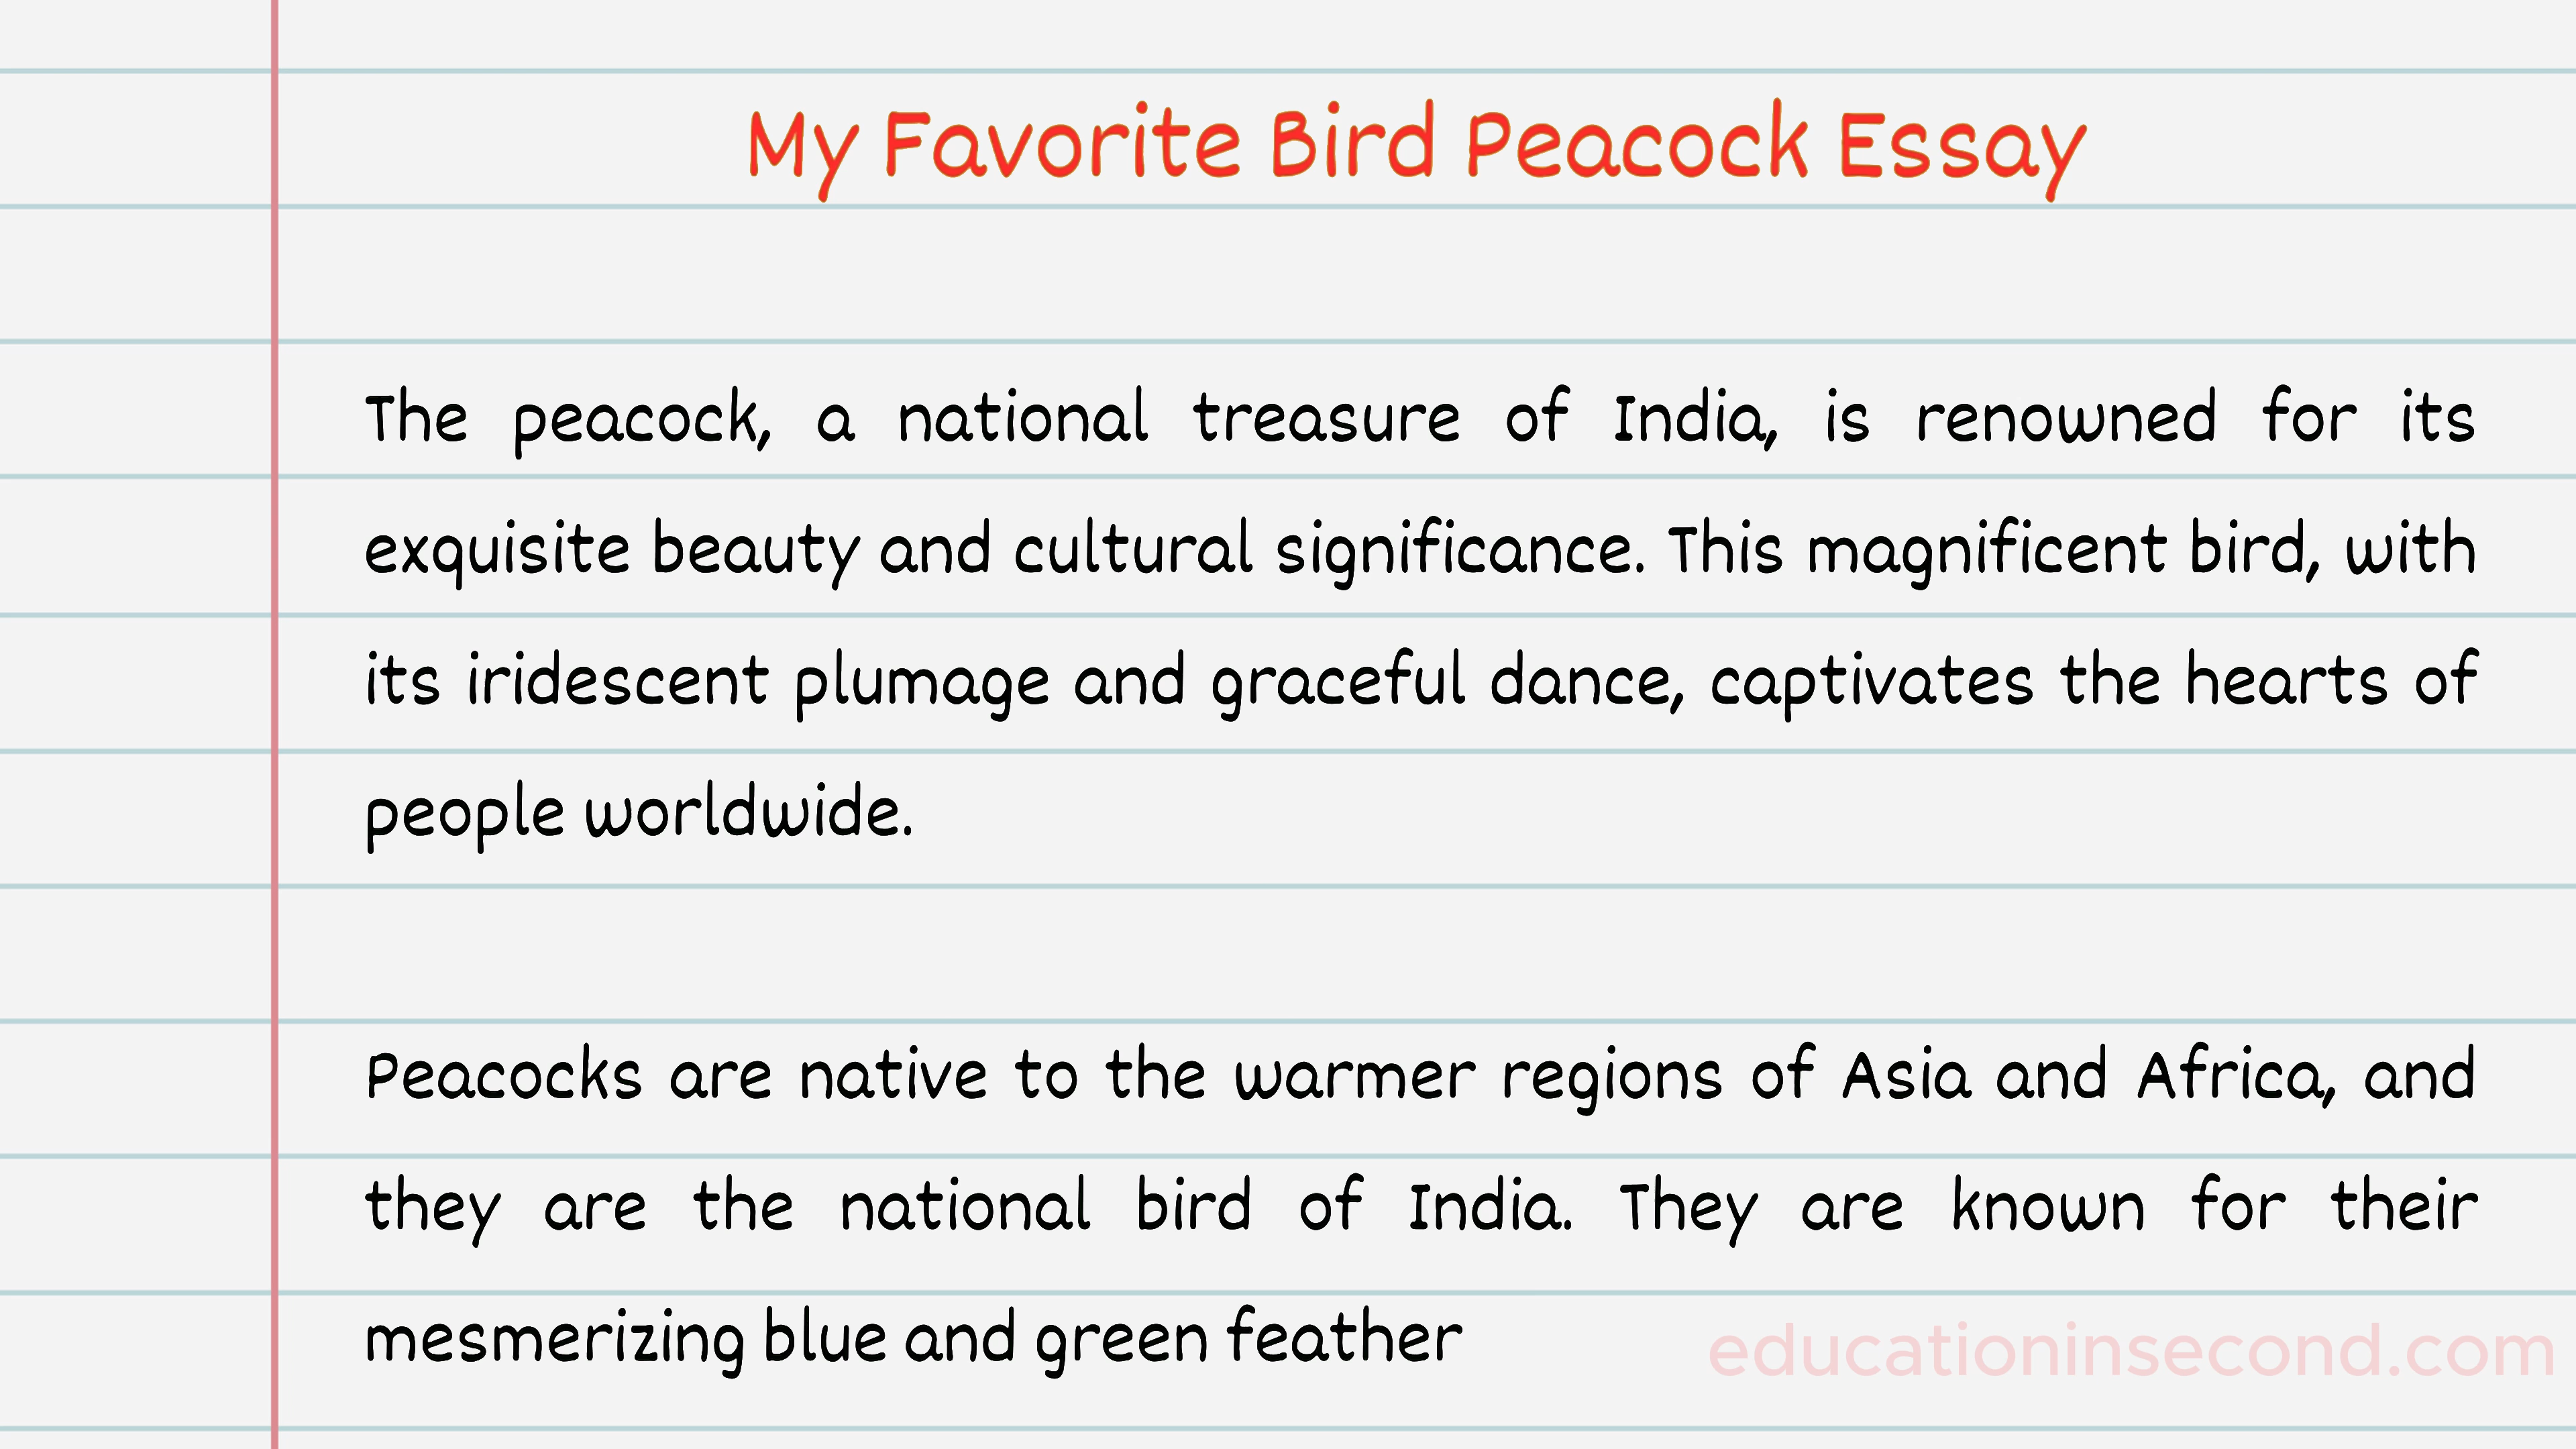 My Favorite Bird Peacock Essay
The peacock, a national treasure of India, is renowned for its
exquisite beauty and cultural significance. This magnificent bird, with
its iridescent plumage and graceful dance, captivates the hearts of
people worldwide.
Peacocks are native to the warmer regions of Asia and Africa, and
they are the national bird of India. They are known for their
mesmerizing blue and green feather
educationinsecond.com